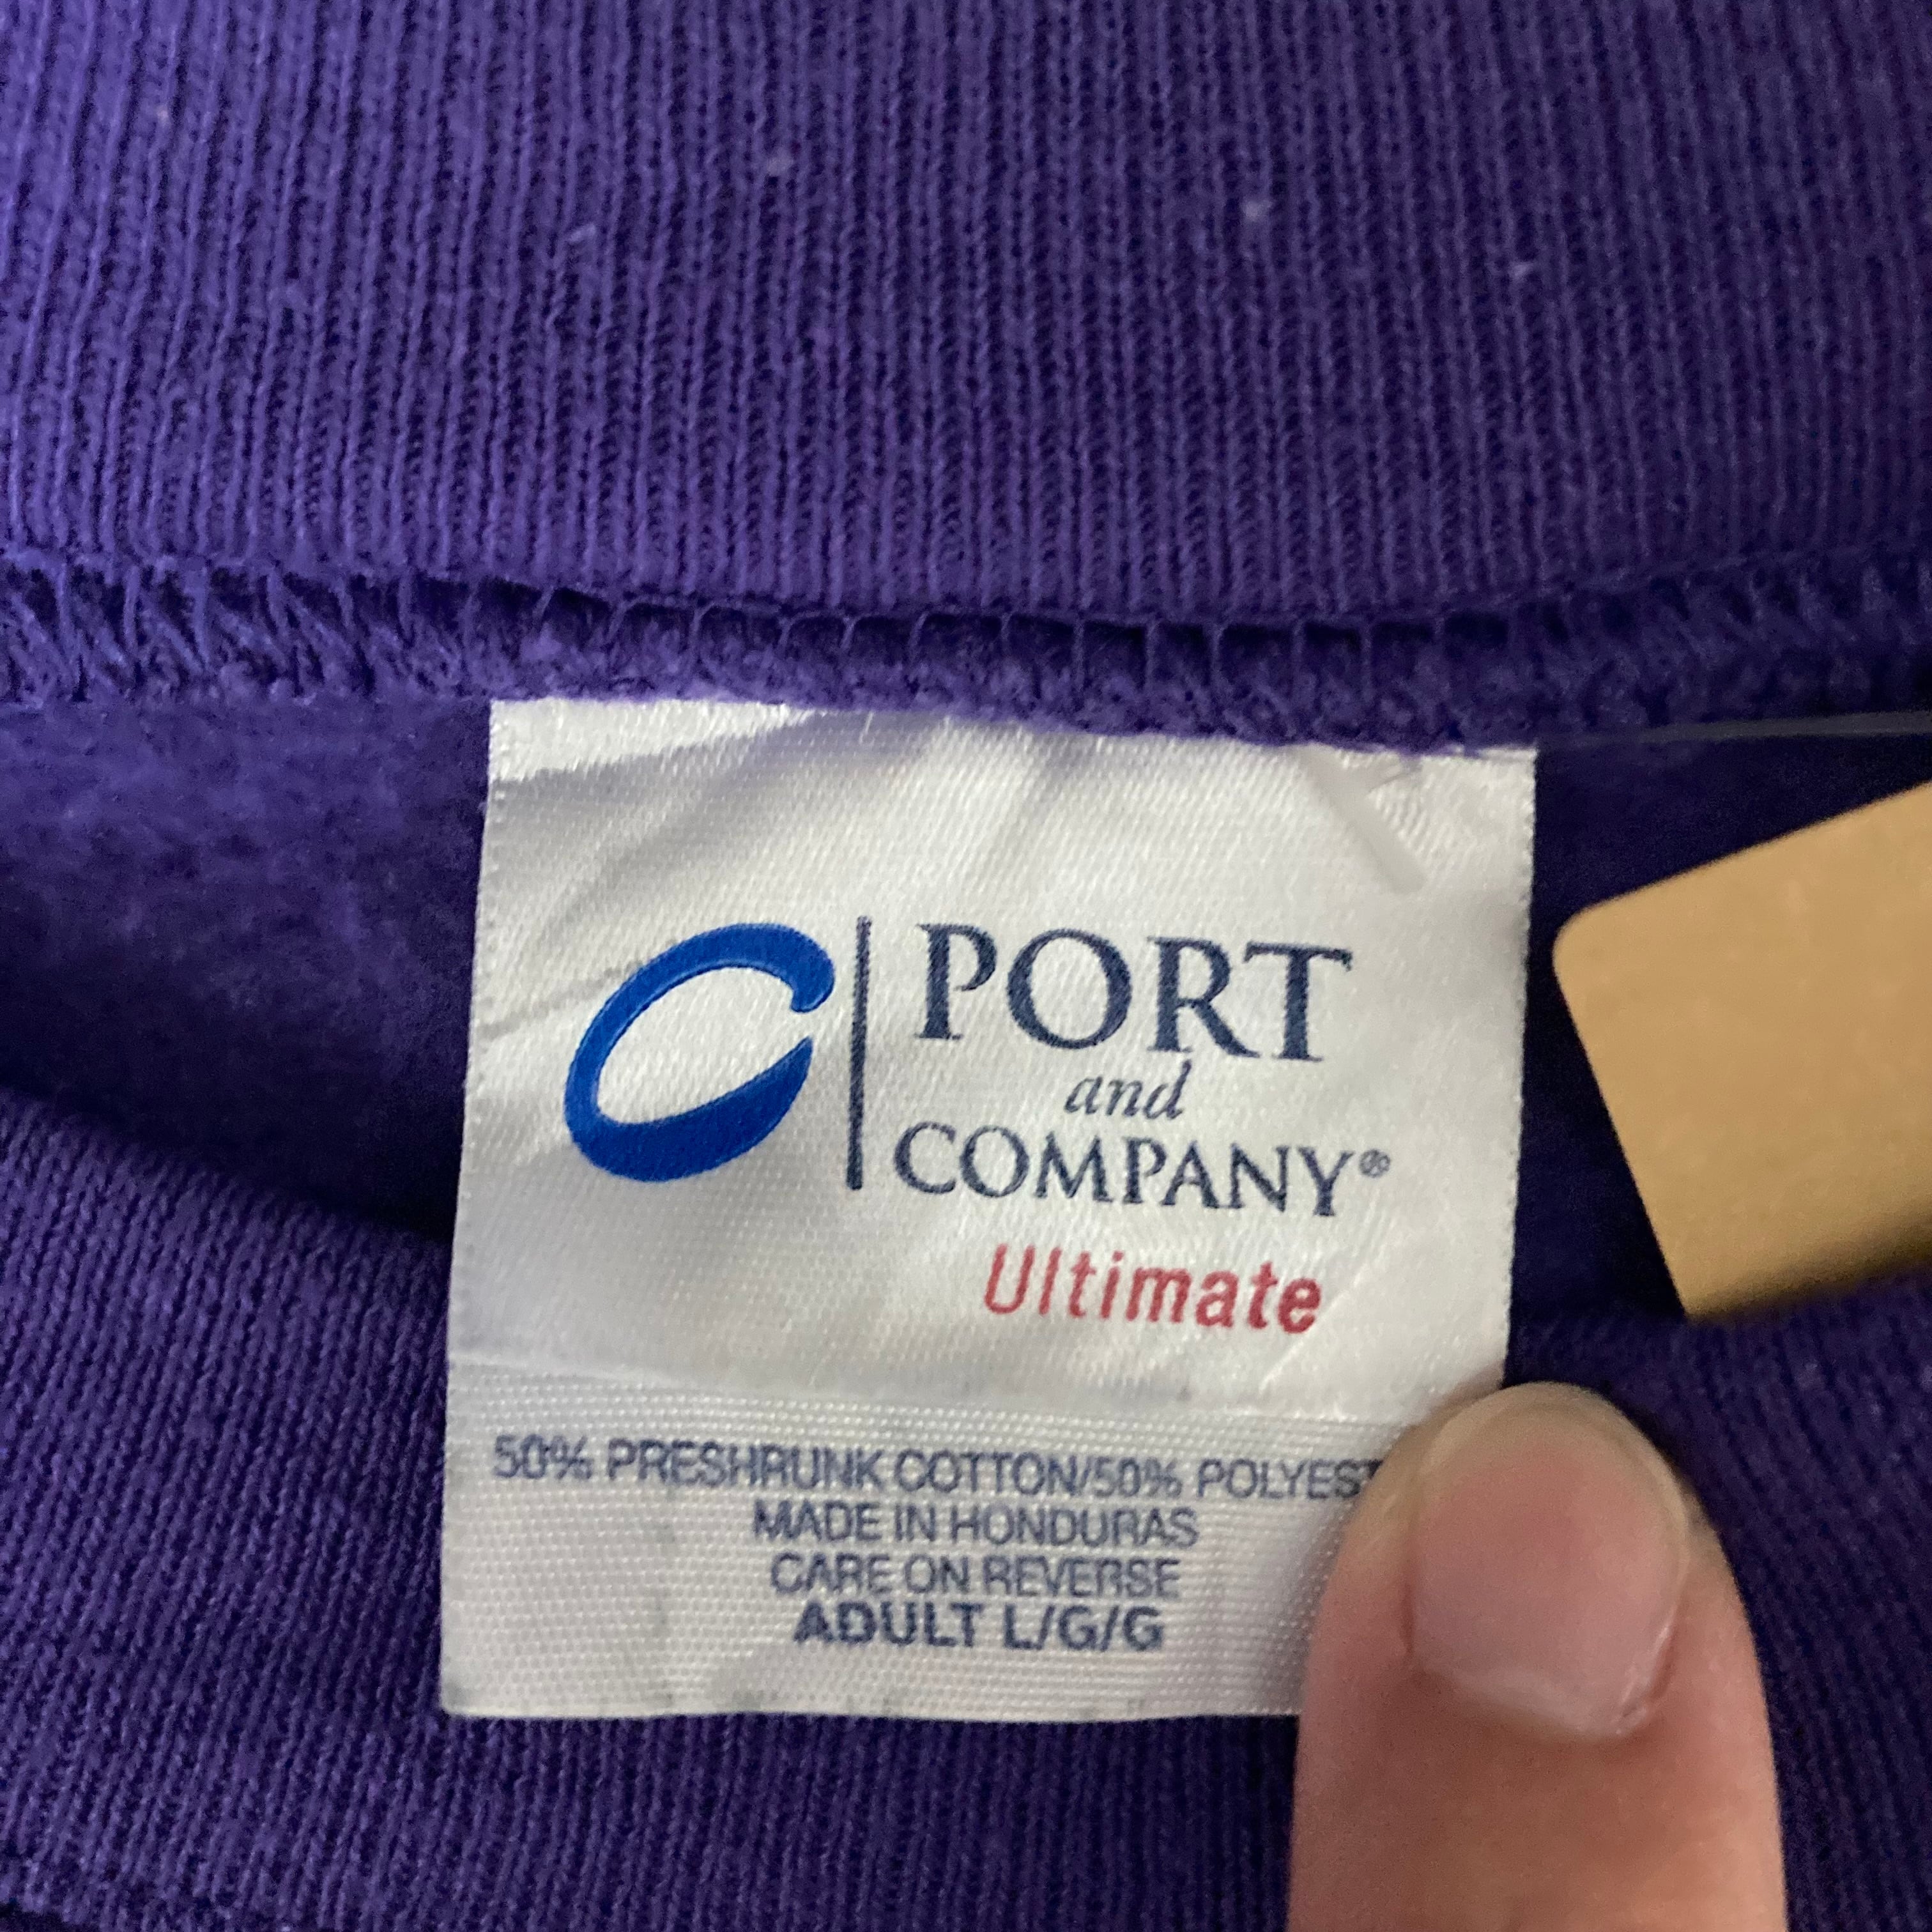 PORT
and
COMPANY®
Ultimate
50% PRESHRUNK COTTON/50% POLYEST
MADE IN HONDURAS
CARE ON REVERSE
ADULT L/G/G